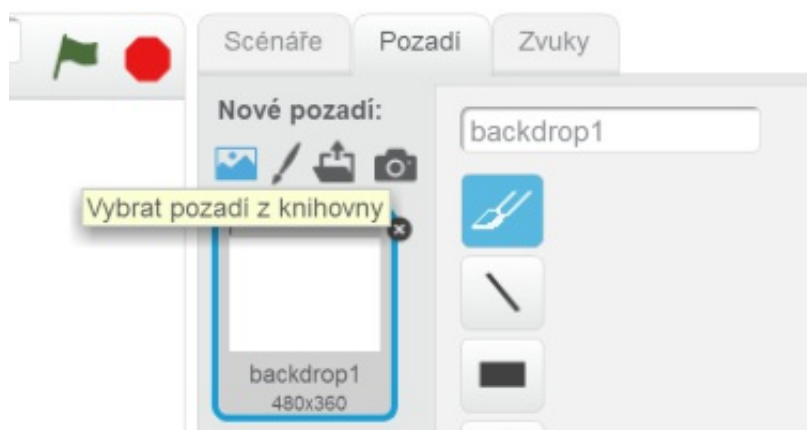 Scénáře
Pozadí
Zvuky
Nové pozadí:
backdrop1
Vybrat pozadí z knihovny
backdrop1
480x360